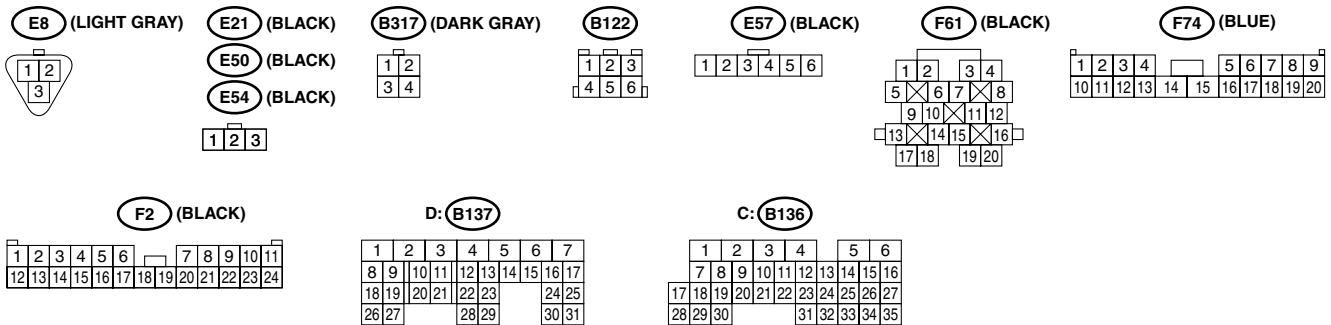 E8 (LIGHT GRAY)
1 2
3
E21 (BLACK)
E50 (BLACK)
E54 (BLACK)
1 2 3
B317 (DARK GRAY)
1 2
3 4
B122
1 2 3
4 5 6
E57 (BLACK)
1 2 3 4 5 6
F61 (BLACK)
1 2 3 4
5 6 7 8
9 10 11 12
13 14 15 16
17 18 19 20
F74 (BLUE)
1 2 3 4 5 6 7 8 9
10 11 12 13 14 15 16 17 18 19 20
F2 (BLACK)
1 2 3 4 5 6 7 8 9 10 11
12 13 14 15 16 17 18 19 20 21 22 23 24
D: B137
1 2 3 4 5 6 7
8 9 10 11 12 13 14 15 16 17
18 19 20 21 22 23 24 25
26 27 28 29 30 31
C: B136
1 2 3 4 5 6
7 8 9 10 11 12 13 14 15 16
17 18 19 20 21 22 23 24 25 26 27
28 29 30 31 32 33 34 35